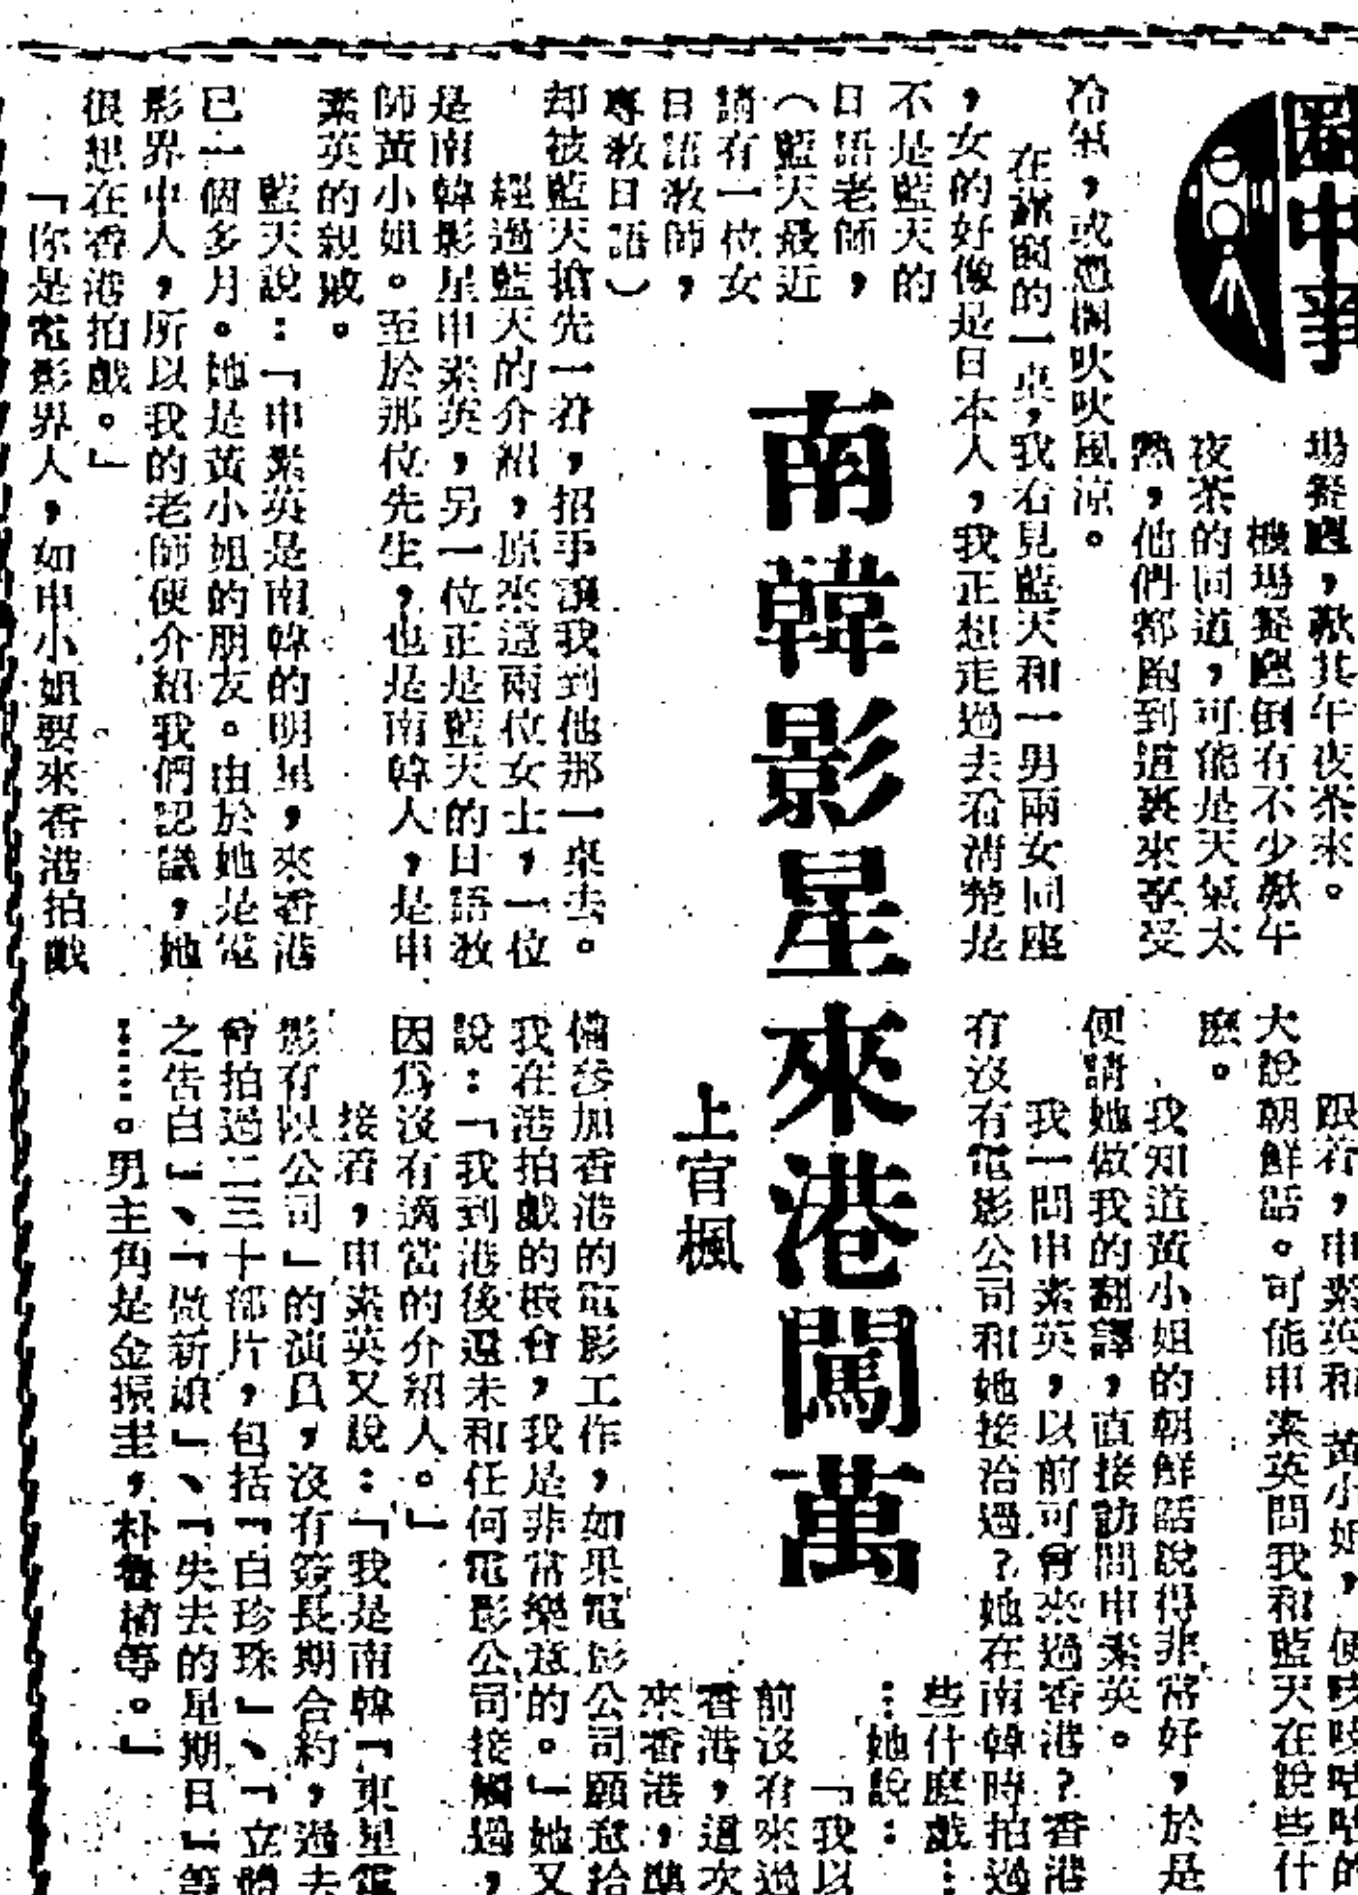 圈中事
南韓影星來港闖萬
上官楓
場餐廳，歎其午夜茶來。
機場餐廳倒有不少歎午
夜茶的同道，可能是天氣太
熱，他們都跑到這裏來享受
冷氣，或憑欄吹吹風涼。
在靠窗的一桌，我看見藍天和一男兩女同座
，女的好像是日本人，我正想走過去看清楚是
不是藍天的
日語老師，
（藍天最近
請有一位女
日語教師，
專教日語）
却被藍天搶先一着，招手讓我到他那一桌去。
經過藍天的介紹，原來這兩位女士，一位
是南韓影星申素英，另一位正是藍天的日語教
師黃小姐。至於那位先生，也是南韓人，是申
素英的親戚。
藍天說：「申素英是南韓的明星，來香港
已一個多月。她是黃小姐的朋友。由於她是電
影界中人，所以我的老師便介紹我們認識，她
很想在香港拍戲。」
「你是電影界人，如申小姐要來香港拍戲
跟着，申素英和黃小姐，便吱吱咕咕的
大說朝鮮話。可能申素英問我和藍天在說些什
麼。
我知道黃小姐的朝鮮話說得非常好，於是
便請她做我的翻譯，直接訪問申素英。
我一問申素英，以前可曾來過香港？香港
有沒有電影公司和她接洽過？她在南韓時拍過
些什麼戲…
…她說：
「我以
前沒有來過
香港，這次
來香港，準
備參加香港的電影工作，如果電影公司願意給
我在港拍戲的機會，我是非常樂意的。」她又
說：「我到港後還未和任何電影公司接觸過，
因爲沒有適當的介紹人。」
接着，申素英又說：「我是南韓『東星電
影有限公司』的演員，沒有簽長期合約，過去
曾拍過二三十部片，包括『白珍珠』、『立體
之告白』、『做新娘』、『失去的星期日』等
……。男主角是金振圭，朴魯植等。」